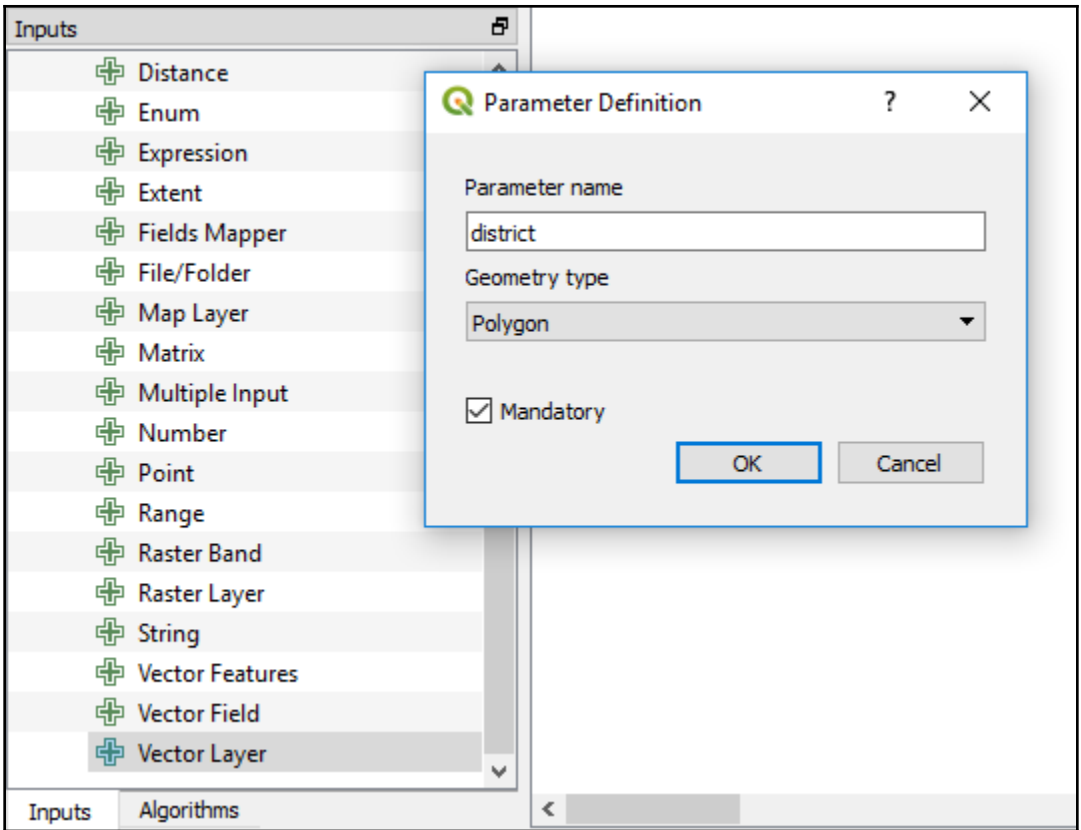 Inputs
Distance
Enum
Expression
Extent
Fields Mapper
File/Folder
Map Layer
Matrix
Multiple Input
Number
Point
Range
Raster Band
Raster Layer
String
Vector Features
Vector Field
Vector Layer
Inputs
Algorithms
Parameter Definition
?
Parameter name
district
Geometry type
Polygon
Mandatory
OK
Cancel